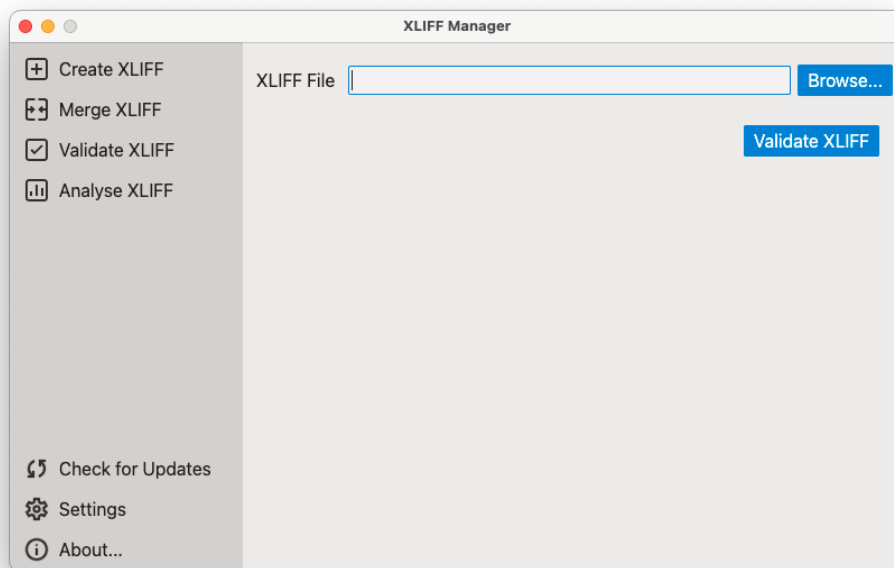 XLIFF Manager
Create XLIFF
Merge XLIFF
Validate XLIFF
Analyse XLIFF
Check for Updates
Settings
About...
XLIFF File
Browse...
Validate XLIFF